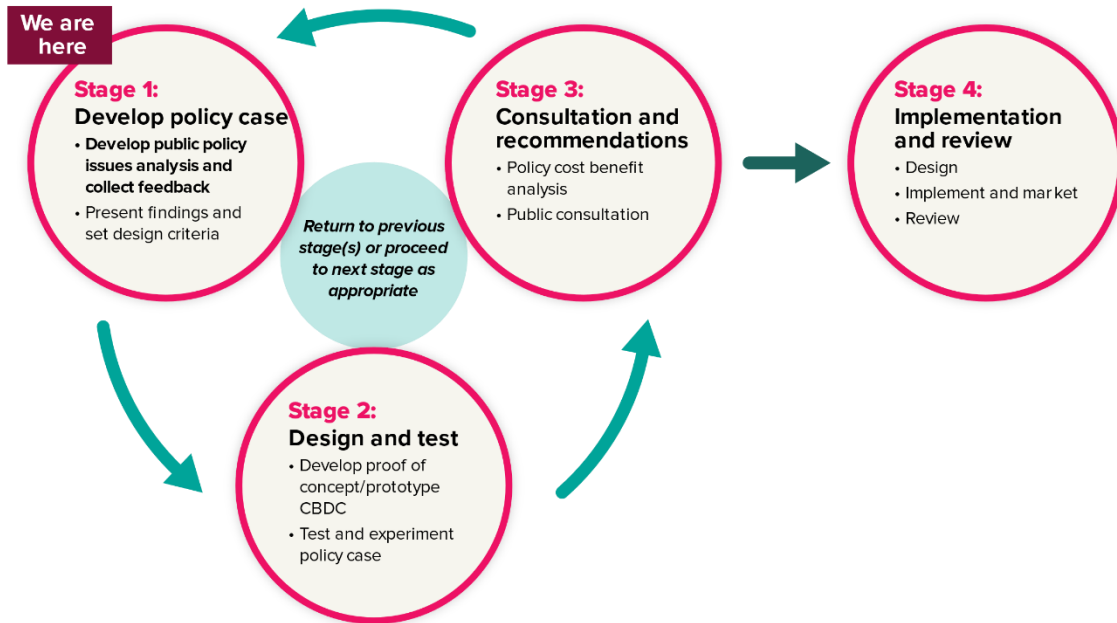 We are
here
Stage 1:
Develop policy case
• Develop public policy
issues analysis and
collect feedback
• Present findings and
set design criteria
Return to previous
stage(s) or proceed
to next stage as
appropriate
Stage 2:
Design and test
• Develop proof of
concept/prototype
CBDC
• Test and experiment
policy case
Stage 3:
Consultation and
recommendations
• Policy cost benefit
analysis
• Public consultation
Stage 4:
Implementation
and review
• Design
• Implement and market
• Review